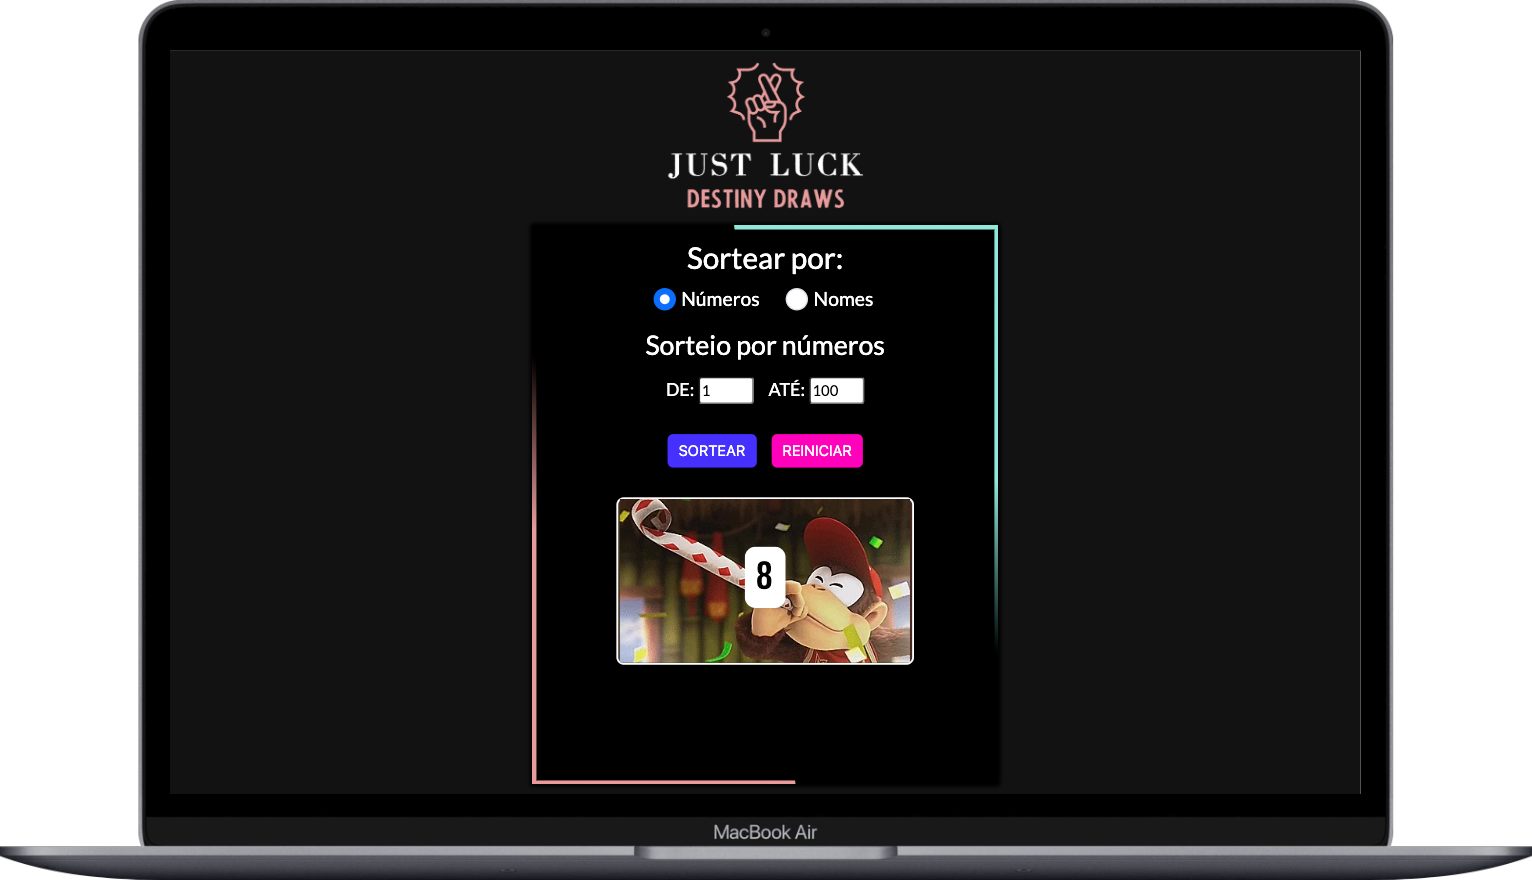 JUST LUCK
DESTINY DRAWS
Sortear por:
Números Nomes
Sorteio por números
DE: 1 ATÉ: 100
SORTEAR REINICIAR
8
MacBook Air